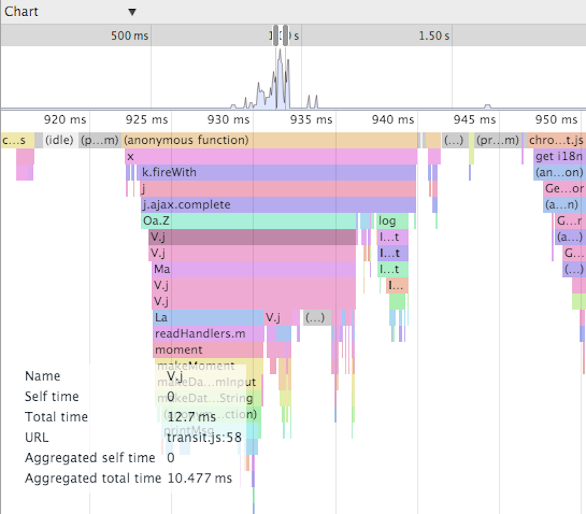 Chart ▼
500 ms 1.50 s
920 ms 925 ms 930 ms 935 ms 940 ms 945 ms 950 ms
c...s (idle) (p...m) (anonymous function) (...) (pr...m) chro...t.js
x get i18n
k.fireWith (an...on)
j Ge...or
j.ajax.complete (a...n)
Oa.Z log G...r
V.j I...t (a...)
V.j I...t G...
Ma I...t (...)
V.j I...
V.j
La V.j (...)
readHandlers.m
moment
makeMoment
makeDa...mInput
makeDat...String
printMsg
Name V.j
Self time 0
Total time 12.7 ms
URL transit.js:58
Aggregated self time 0
Aggregated total time 10.477 ms